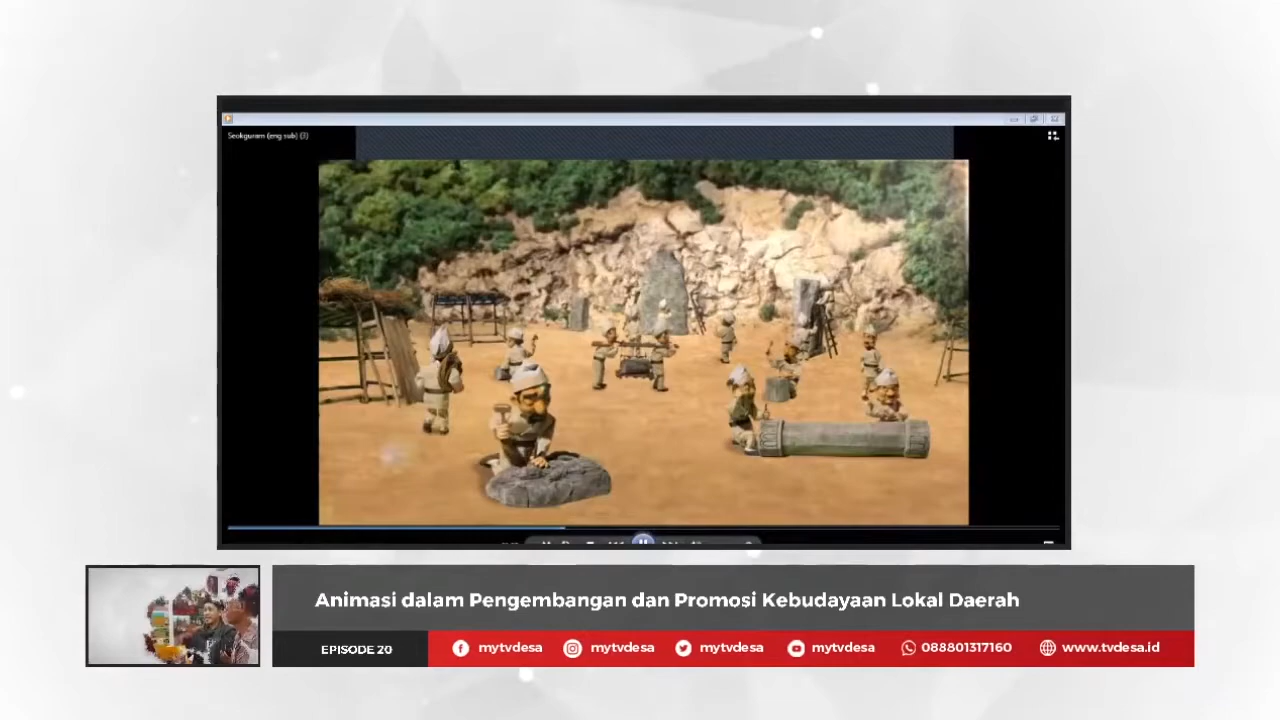 Seokguram (eng sub) (3)
Animasi dalam Pengembangan dan Promosi Kebudayaan Lokal Daerah
EPISODE 20
mytvdesa
mytvdesa
mytvdesa
mytvdesa
088801317160
www.tvdesa.id